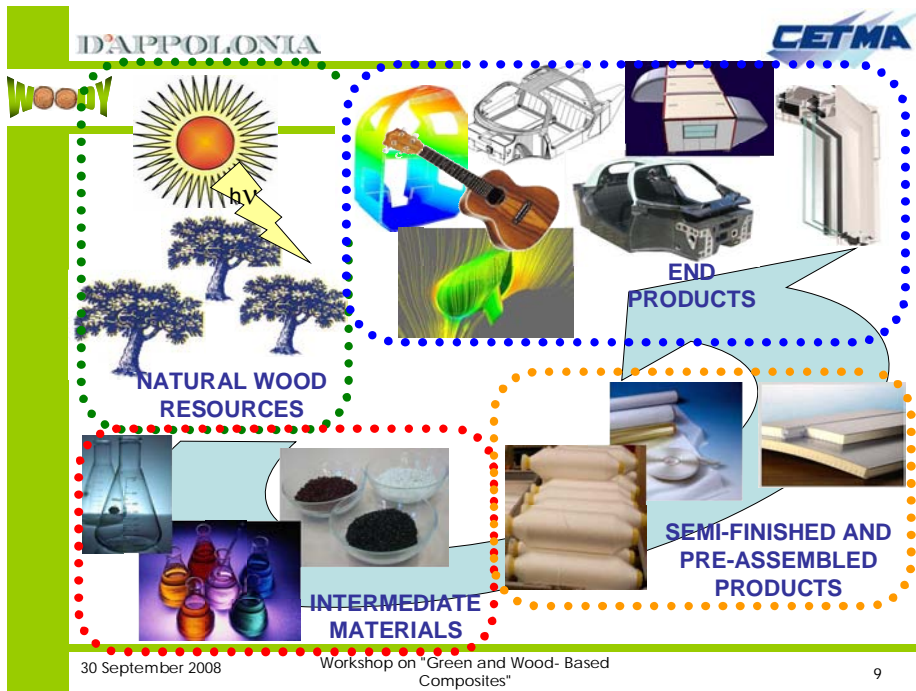 D'APPOLONIA
CETMA
WOODY
hν
END
PRODUCTS
NATURAL WOOD
RESOURCES
SEMI-FINISHED AND
PRE-ASSEMBLED
PRODUCTS
INTERMEDIATE
MATERIALS
30 September 2008
Workshop on "Green and Wood- Based
Composites"
9